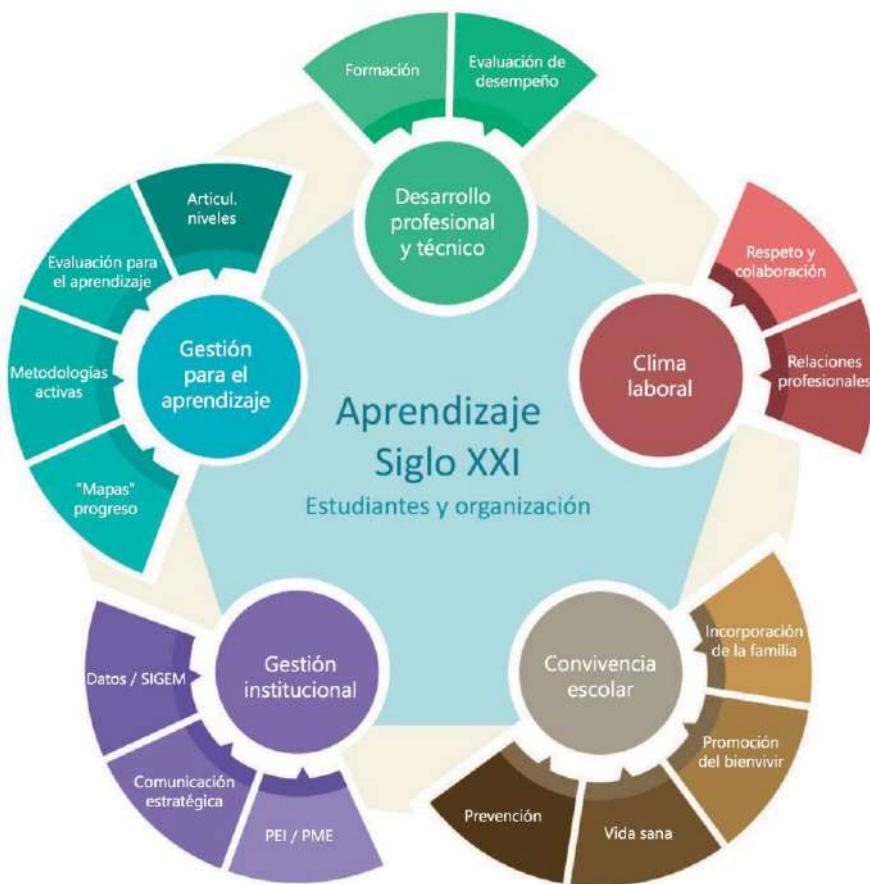 Formación
Evaluación de
desempeño
Desarrollo
profesional
y técnico
Articul.
niveles
Evaluación para
el aprendizaje
Metodologías
activas
"Mapas"
progreso
Gestión
para el
aprendizaje
Respeto y
colaboración
Relaciones
profesionales
Clima
laboral
Aprendizaje
Siglo XXI
Estudiantes y organización
Datos / SIGEM
Comunicación
estratégica
PEI / PME
Gestión
institucional
Convivencia
escolar
Incorporación
de la familia
Promoción
del bienvivir
Vida sana
Prevención